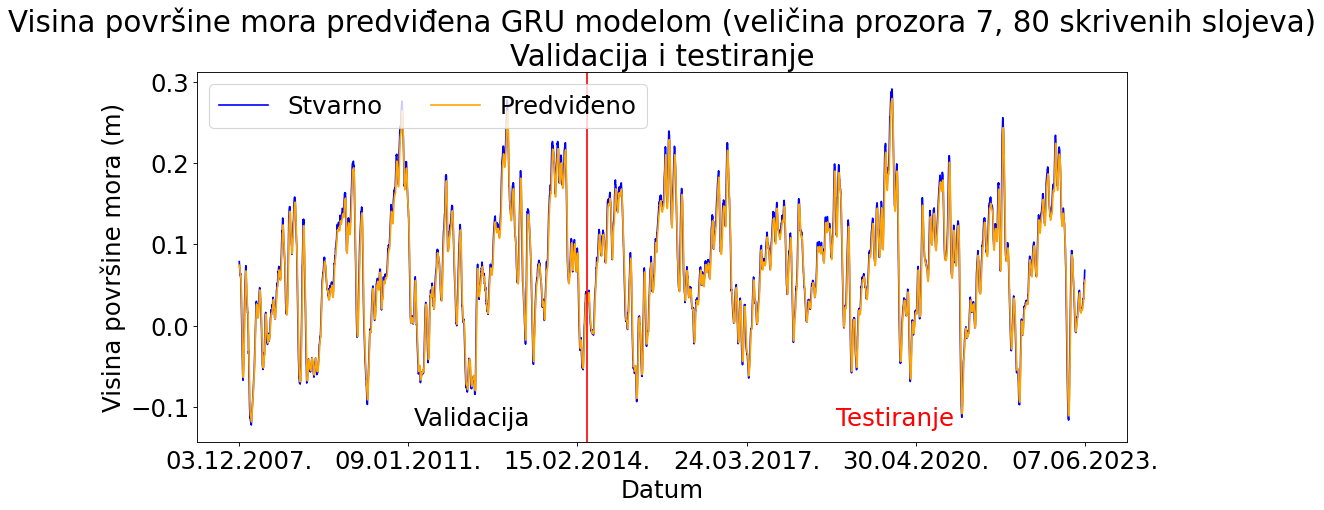 Visina površine mora predviđena GRU modelom (veličina prozora 7, 80 skrivenih slojeva)
Validacija i testiranje
Stvarno
Predviđeno
Visina površine mora (m)
0.3
0.2
0.1
0.0
−0.1
Validacija
Testiranje
03.12.2007.
09.01.2011.
15.02.2014.
24.03.2017.
30.04.2020.
07.06.2023.
Datum